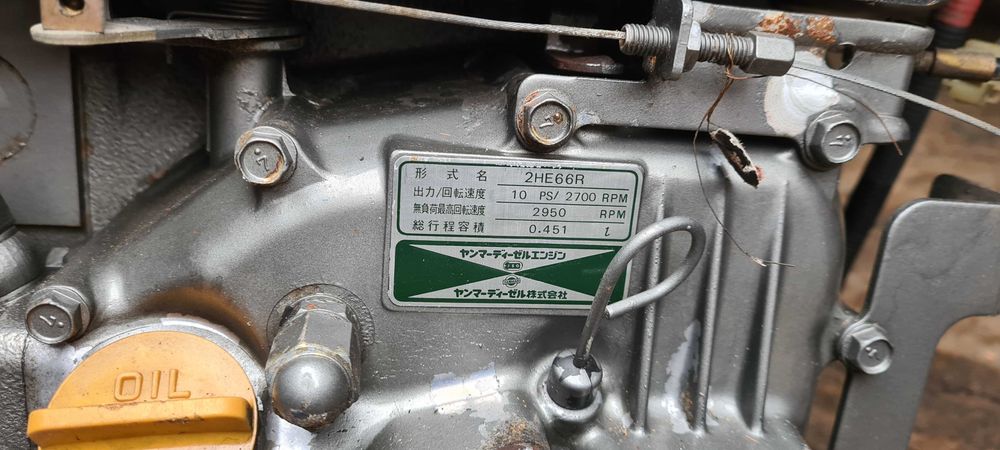 形式名 2HE66R
出力/回転速度 10 PS/ 2700 RPM
無負荷最高回転速度 2950 RPM
総行程容積 0.451 ℓ
ヤンマーディーゼルエンジン
ヤンマーディーゼル株式会社
OIL